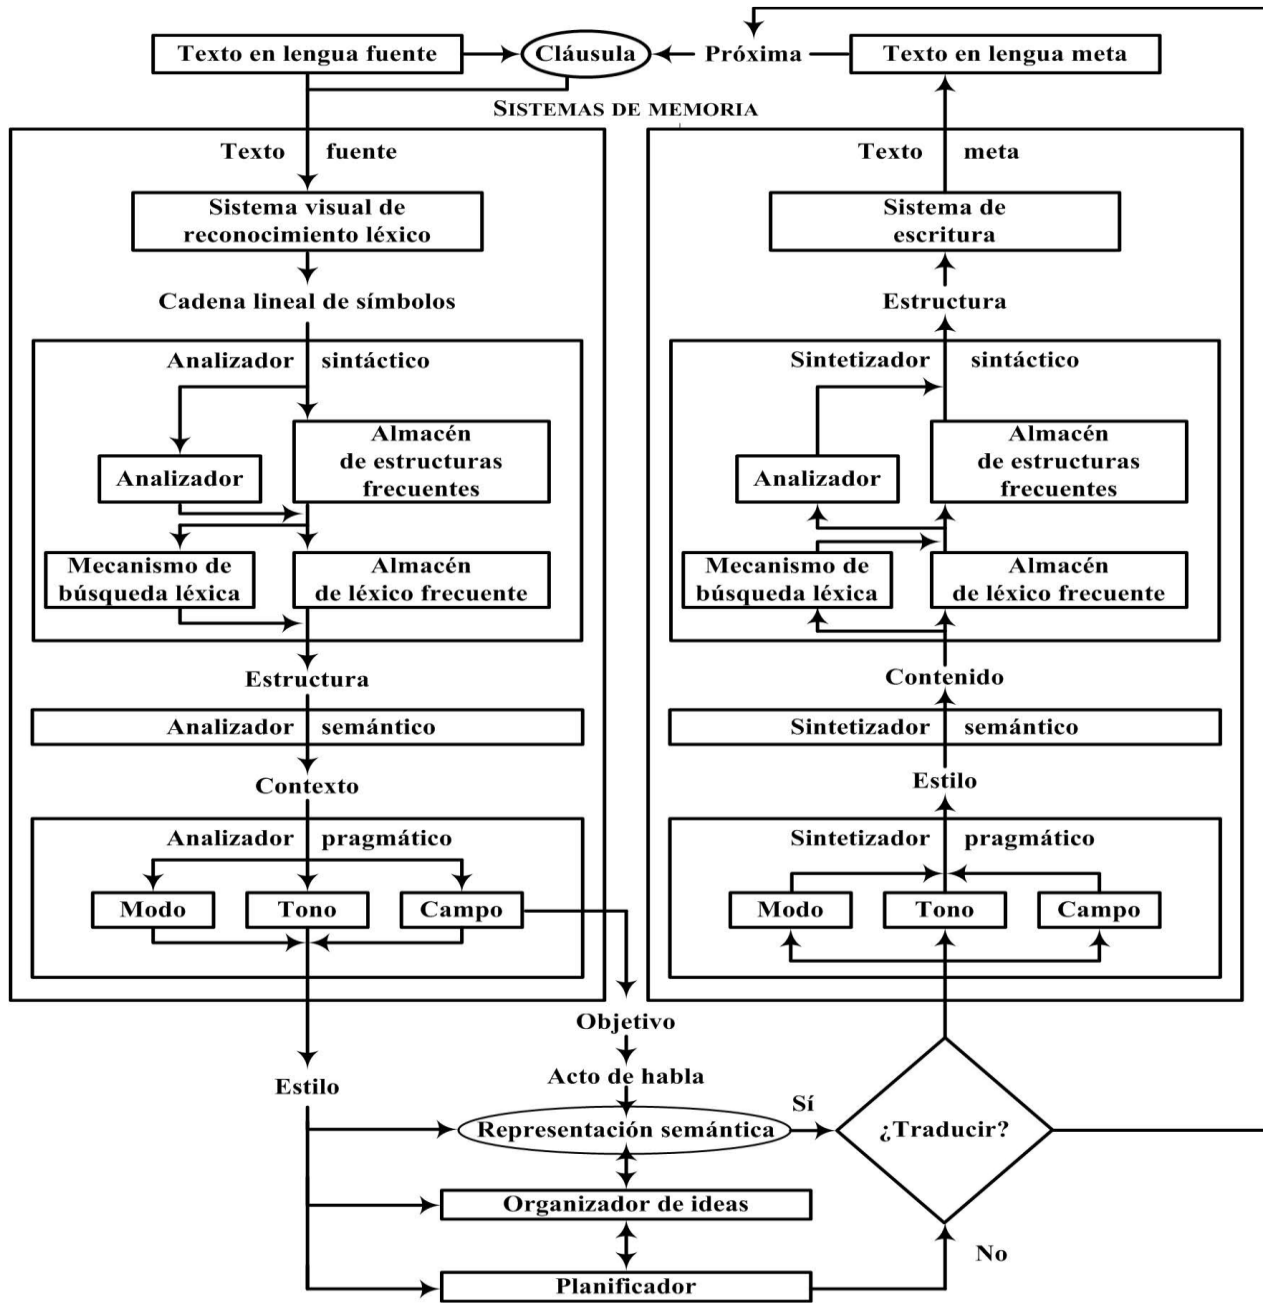 Texto en lengua fuente
Cláusula
Próxima
Texto en lengua meta
SISTEMAS DE MEMORIA
Texto fuente
Sistema visual de
reconocimiento léxico
Cadena lineal de símbolos
Analizador sintáctico
Almacén
de estructuras
frecuentes
Analizador
Mecanismo de
búsqueda léxica
Almacén
de léxico frecuente
Estructura
Analizador semántico
Contexto
Analizador pragmático
Modo
Tono
Campo
Texto meta
Sistema de
escritura
Estructura
Sintetizador sintáctico
Almacén
de estructuras
frecuentes
Analizador
Mecanismo de
búsqueda léxica
Almacén
de léxico frecuente
Contenido
Sintetizador semántico
Estilo
Sintetizador pragmático
Modo
Tono
Campo
Objetivo
Acto de habla
Estilo
Representación semántica
Sí
¿Traducir?
Organizador de ideas
No
Planificador